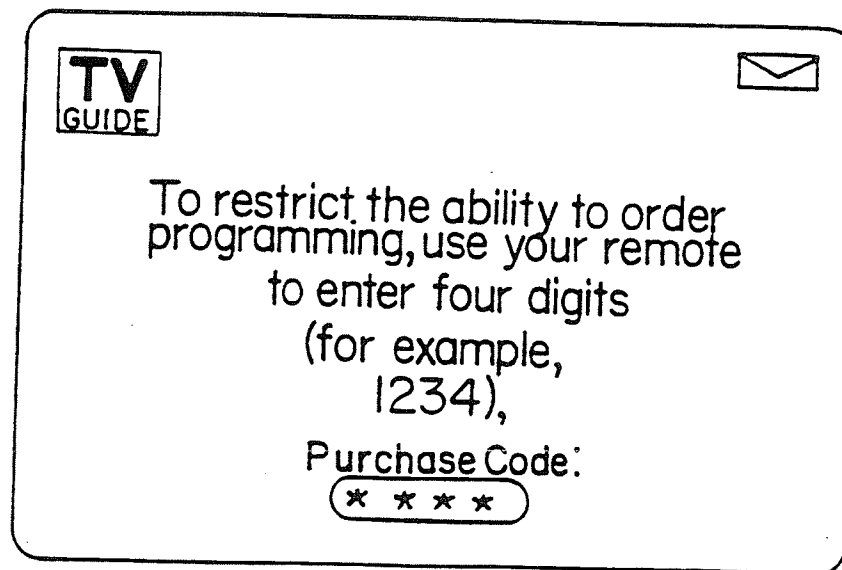 TV
GUIDE
To restrict the ability to order
programming, use your remote
to enter four digits
(for example,
1234),
Purchase Code:
* * * *